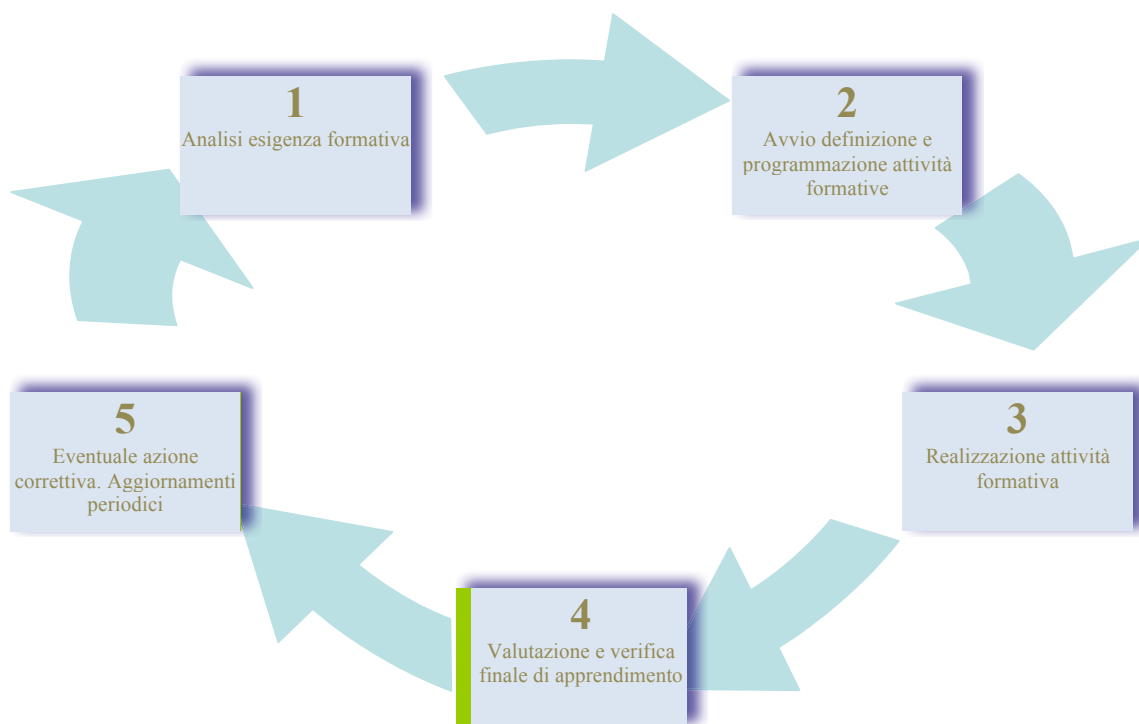 1
Analisi esigenza formativa
2
Avvio definizione e
programmazione attività
formative
3
Realizzazione attività
formativa
4
Valutazione e verifica
finale di apprendimento
5
Eventuale azione
correttiva. Aggiornamenti
periodici